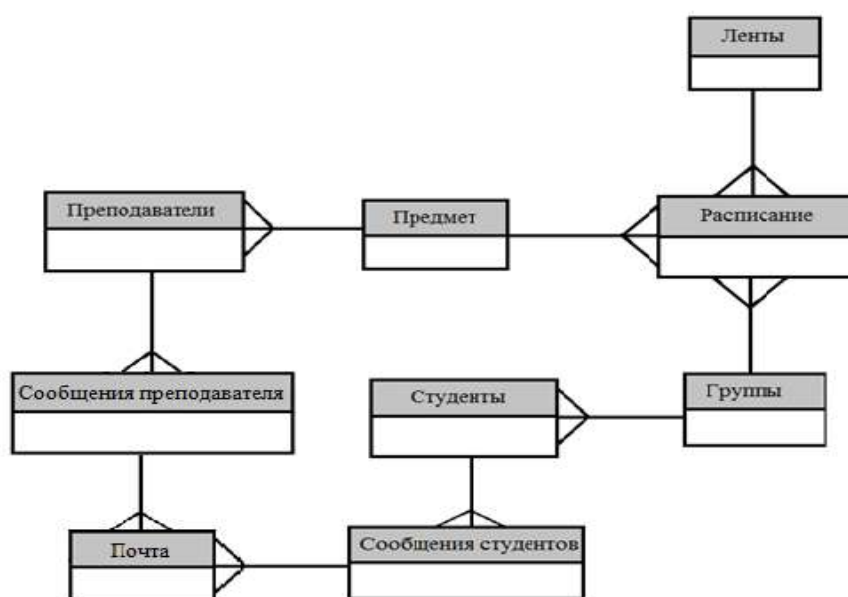 Ленты
Преподаватели
Предмет
Расписание
Сообщения преподавателя
Студенты
Группы
Почта
Сообщения студентов